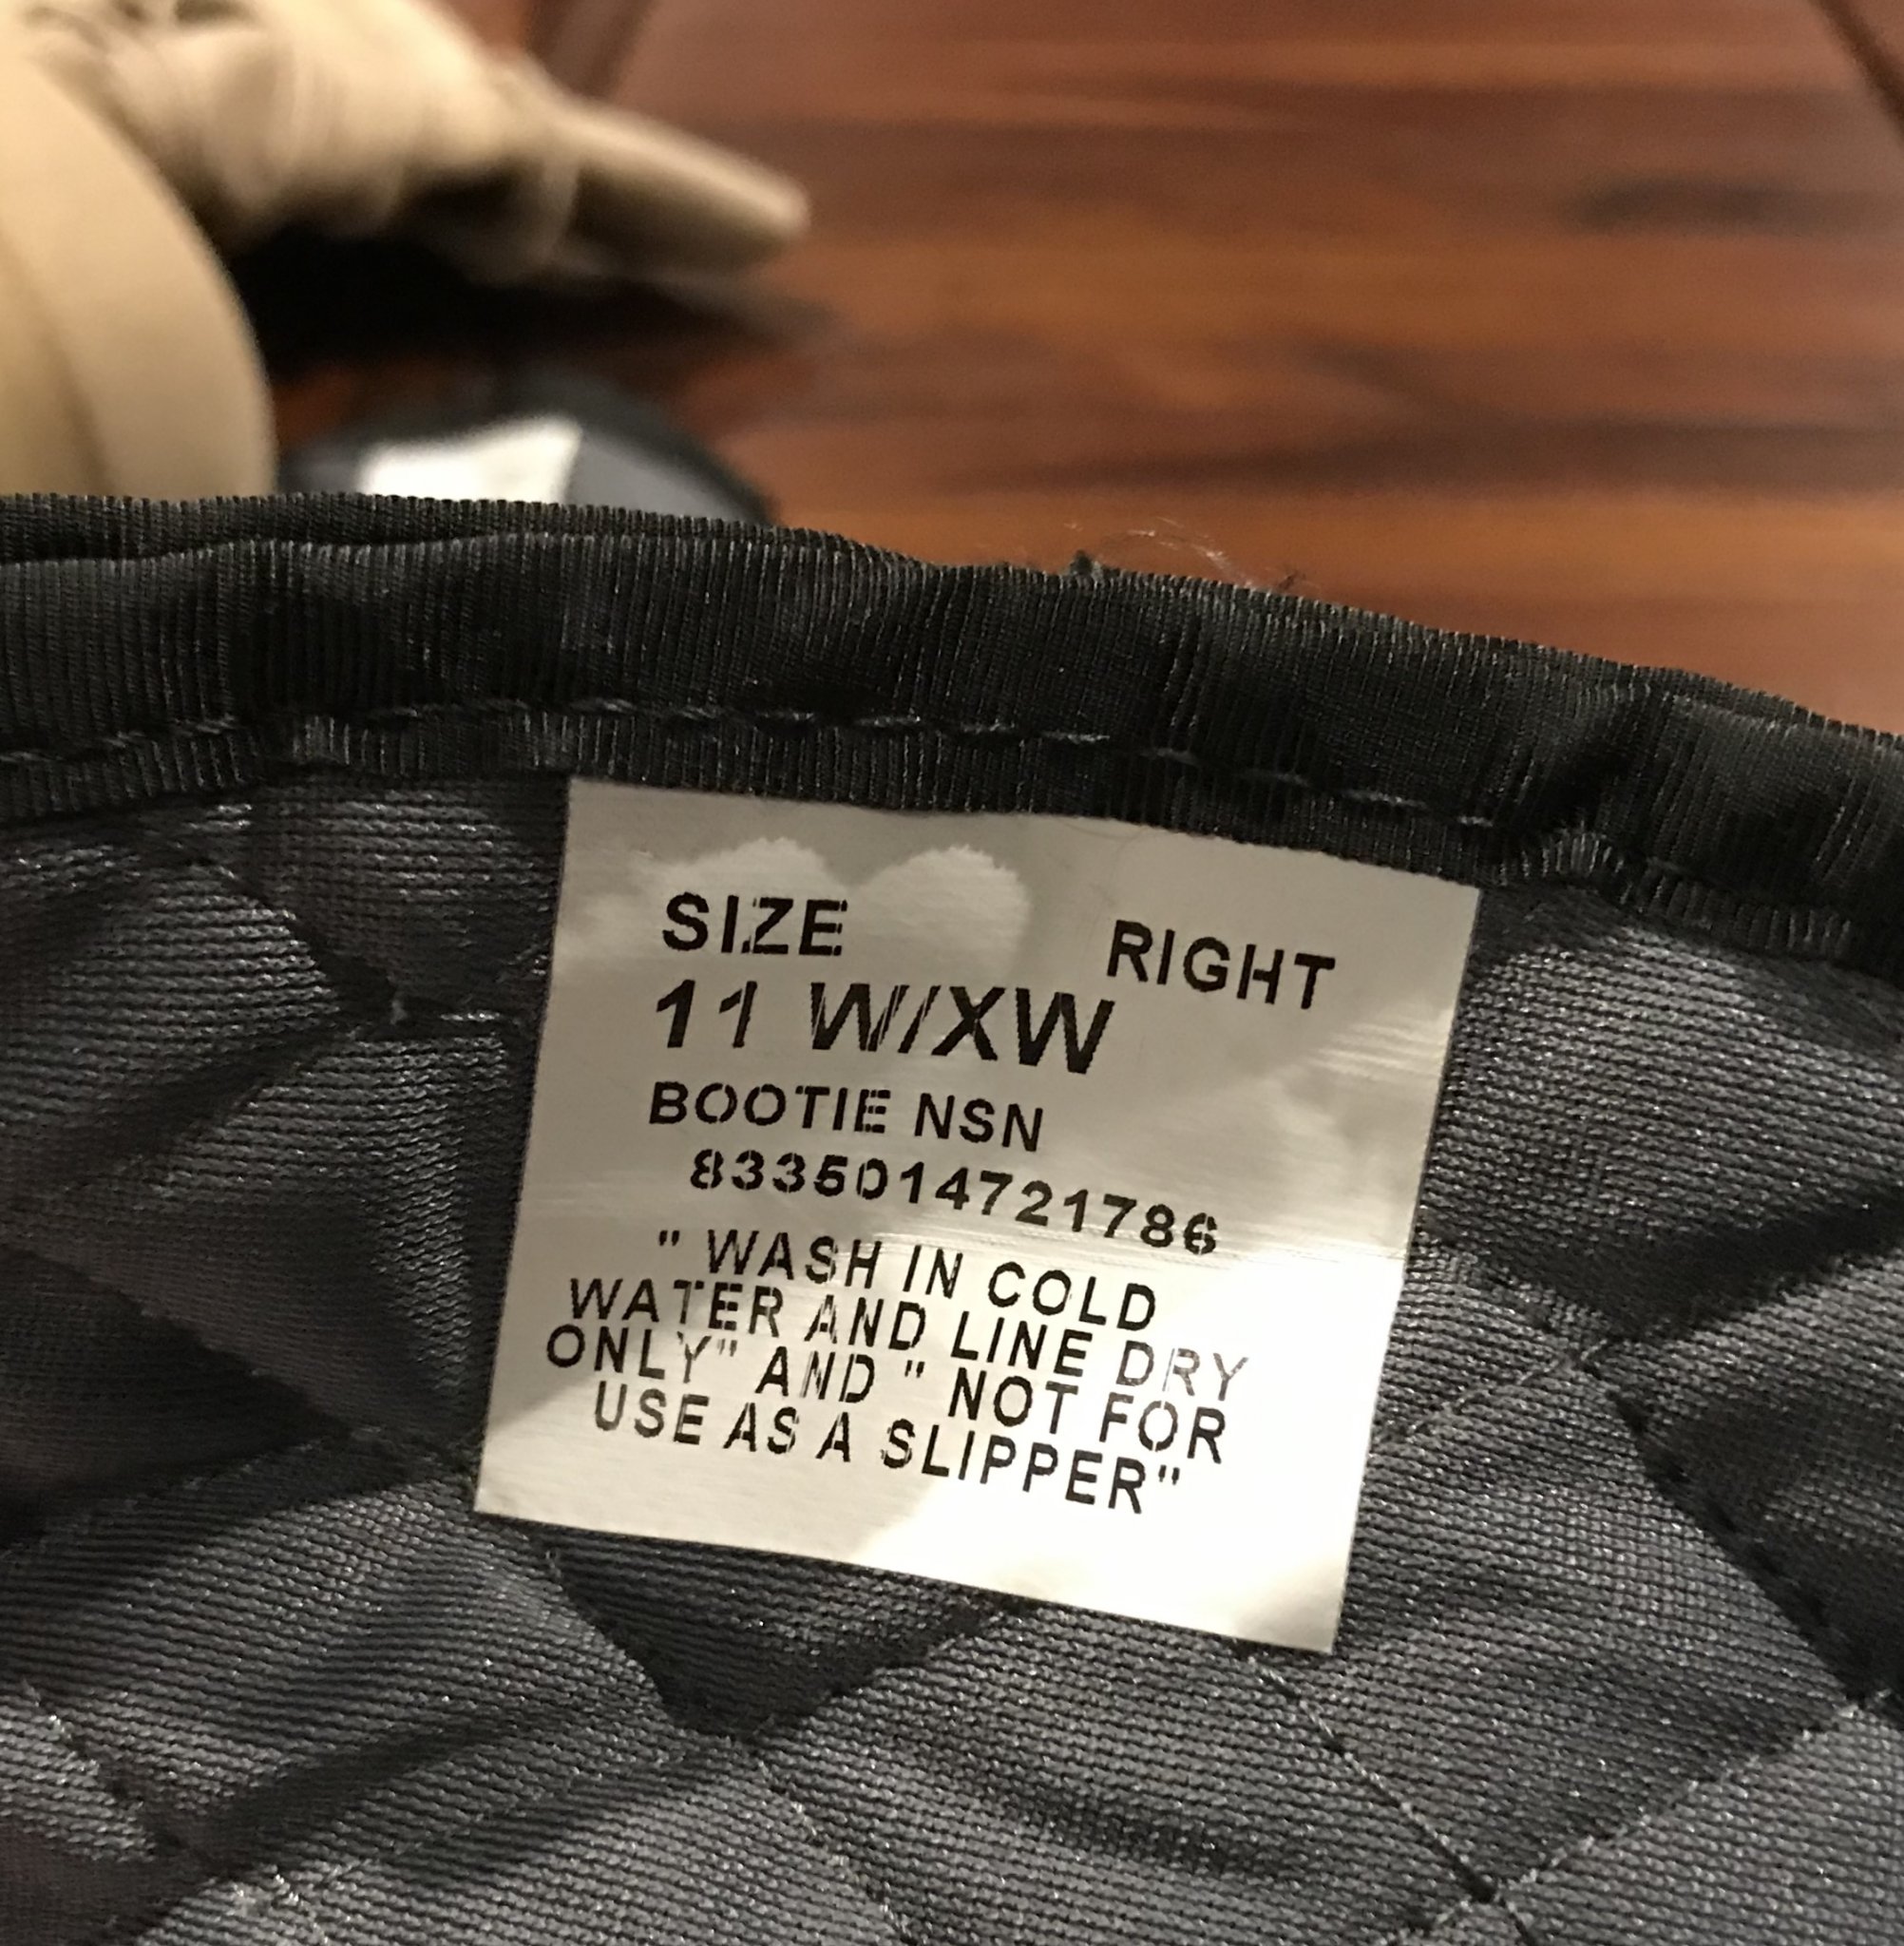 SIZE RIGHT
11 W/XW
BOOTIE NSN
8335014721786
" WASH IN COLD
WATER AND LINE DRY
ONLY" AND " NOT FOR
USE AS A SLIPPER"